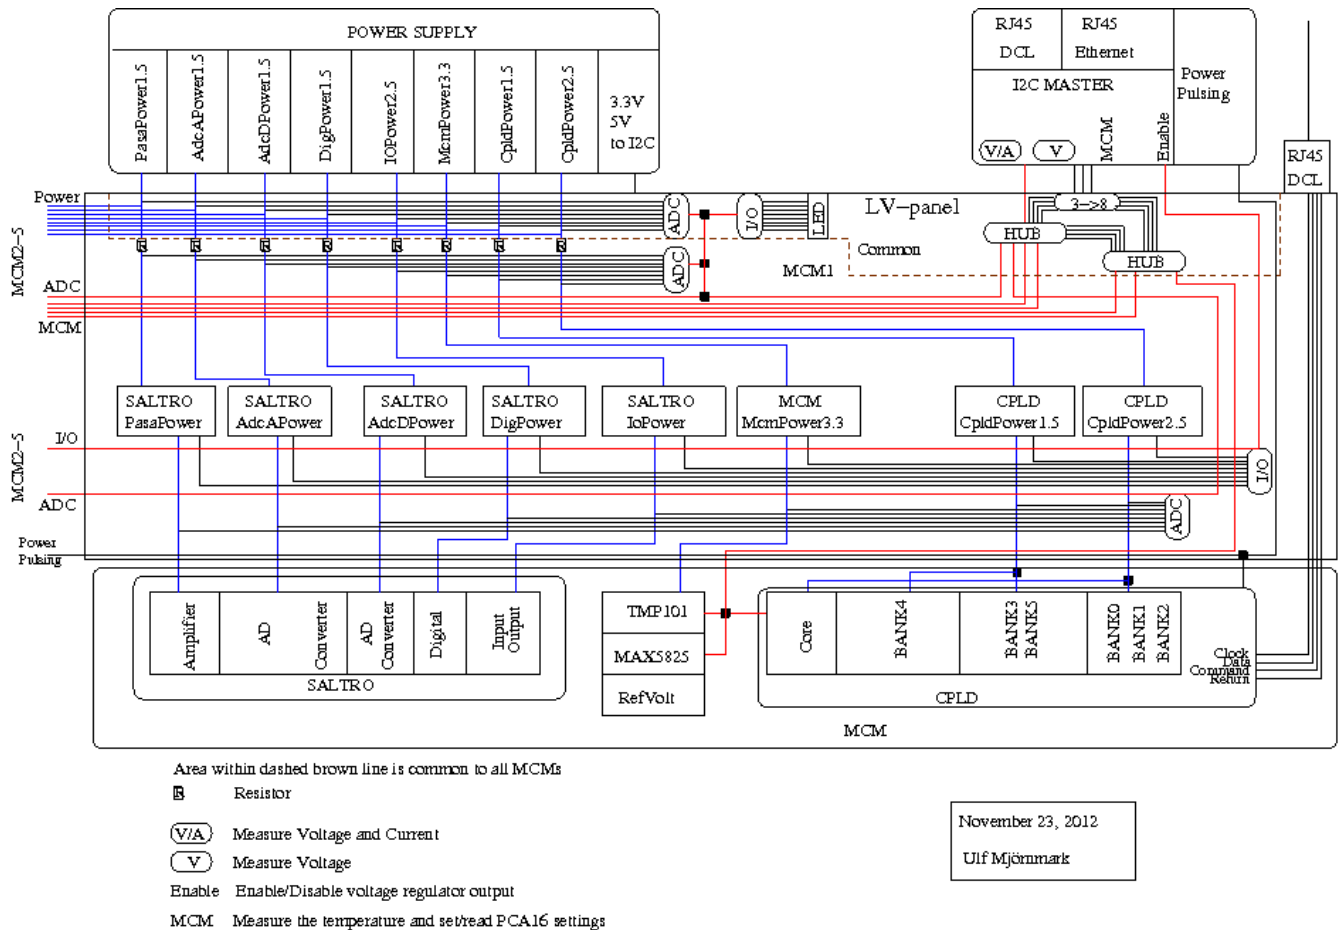 POWER SUPPLY
PasaPower1.5
AdcAPower1.5
AdcDPower1.5
DigPower1.5
IOPower2.5
McmPower3.3
CpldPower1.5
CpldPower2.5
3.3V
5V
to I2C
RJ45
DCL
RJ45
Ethernet
I2C MASTER
Power
Pulsing
V/A
V
MCM
Enable
RJ45
DCL
Power
MCM2-5
ADC
MCM
ADC
I/O
LED
LV-panel
3->8
HUB
HUB
Common
ADC
MCM1
R
R
R
R
R
R
R
R
SALTRO
PasaPower
SALTRO
AdcAPower
SALTRO
AdcDPower
SALTRO
DigPower
SALTRO
IoPower
MCM
McmPower3.3
CPLD
CpldPower1.5
CPLD
CpldPower2.5
I/O
MCM2-5
ADC
Power
Pulsing
I/O
ADC
Amplifier
AD
Converter
AD
Converter
Digital
Input
Output
SALTRO
TMP101
MAX5825
RefVolt
Core
BANK4
BANK3
BANK5
BANK0
BANK1
BANK2
Clock
Data
Command
Return
CPLD
MCM
Area within dashed brown line is common to all MCMs
R Resistor
V/A Measure Voltage and Current
V Measure Voltage
Enable Enable/Disable voltage regulator output
MCM Measure the temperature and set/read PCA16 settings
November 23, 2012
Ulf Mjörnmark